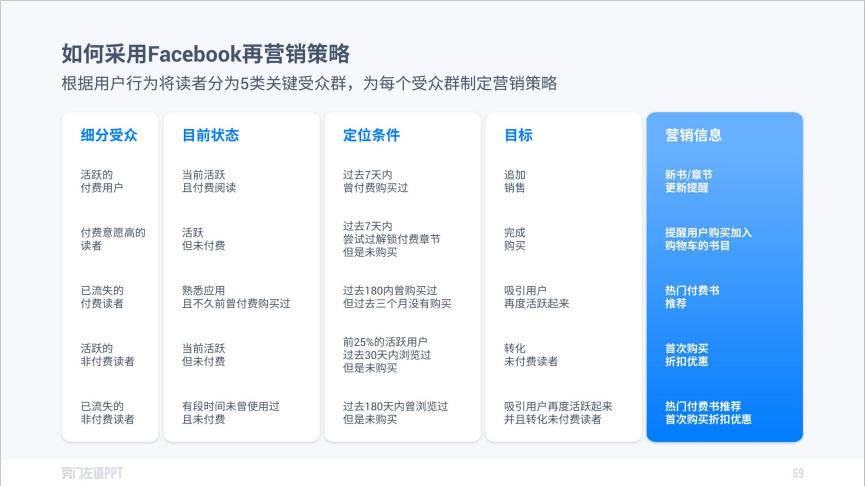 如何采用Facebook再营销策略
根据用户行为将读者分为5类关键受众群，为每个受众群制定营销策略
细分受众
目前状态
定位条件
目标
营销信息
活跃的
付费用户
当前活跃
且付费阅读
过去7天内
曾付费购买过
追加
销售
新书/章节
更新提醒
付费意愿高的
读者
活跃
但未付费
过去7天内
尝试过解锁付费章节
但是未购买
完成
购买
提醒用户购买加入
购物车的书目
已流失的
付费读者
熟悉应用
且不久前曾付费购买过
过去180内曾购买过
但过去三个月没有购买
吸引用户
再度活跃起来
热门付费书
推荐
活跃的
非付费读者
当前活跃
但未付费
前25%的活跃用户
过去30天内浏览过
但是未购买
转化
未付费读者
首次购买
折扣优惠
已流失的
非付费读者
有段时间未曾使用过
且未付费
过去180天内曾浏览过
但是未购买
吸引用户再度活跃起来
并且转化未付费读者
热门付费书推荐
首次购买折扣优惠
旁门左道PPT
69